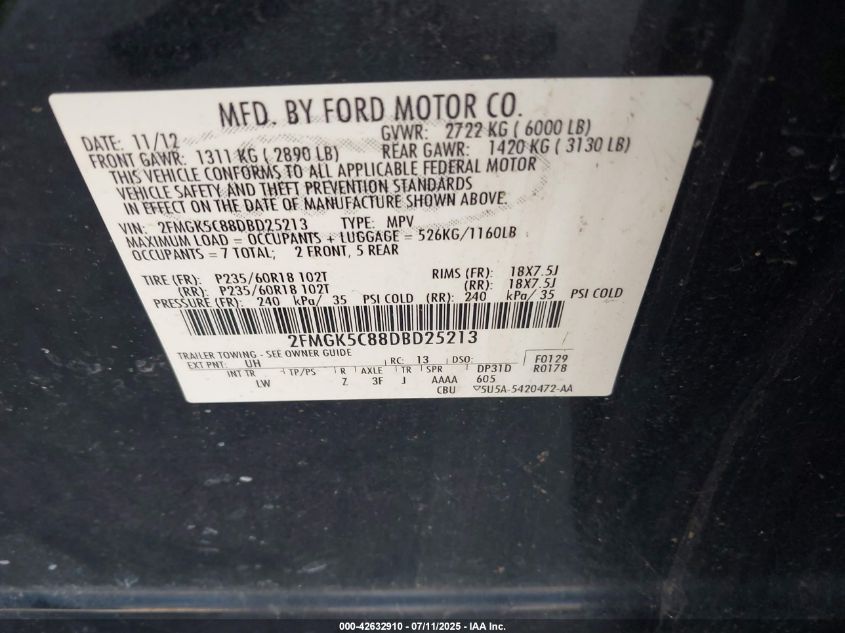 MFD. BY FORD MOTOR CO.
DATE: 11/12 GVWR: 2722 KG ( 6000 LB)
FRONT GAWR: 1311 KG ( 2890 LB) REAR GAWR: 1420 KG ( 3130 LB)
THIS VEHICLE CONFORMS TO ALL APPLICABLE FEDERAL MOTOR
VEHICLE SAFETY AND THEFT PREVENTION STANDARDS
IN EFFECT ON THE DATE OF MANUFACTURE SHOWN ABOVE.
VIN: 2FMGK5C88DBD25213 TYPE: MPV
MAXIMUM LOAD = OCCUPANTS + LUGGAGE = 526KG/1160LB
OCCUPANTS = 7 TOTAL; 2 FRONT, 5 REAR
TIRE (FR): P235/60R18 102T RIMS (FR): 18X7.5J
(RR): P235/60R18 102T (RR): 18X7.5J
PRESSURE (FR): 240 kPa/ 35 PSI COLD (RR): 240 kPa/ 35 PSI COLD
2FMGK5C88DBD25213
TRAILER TOWING - SEE OWNER GUIDE
EXT PNT: UH RC: 13 DSO: F0129
R0178
INT TR TP/PS R AXLE TR SPR DP31D
LW Z 3F J AAAA 605
CBU 5U5A-5420472-AA
000-42632910 - 07/11/2025 - IAA Inc.